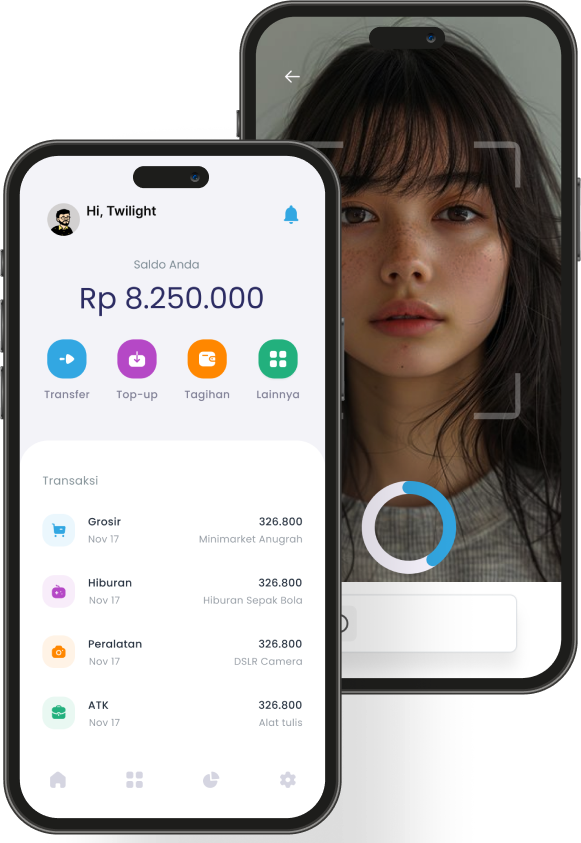 Hi, Twilight
Saldo Anda
Rp 8.250.000
Transfer
Top-up
Tagihan
Lainnya
Transaksi
Grosir
326.800
Nov 17
Minimarket Anugrah
Hiburan
326.800
Nov 17
Hiburan Sepak Bola
Peralatan
326.800
Nov 17
DSLR Camera
ATK
326.800
Nov 17
Alat tulis